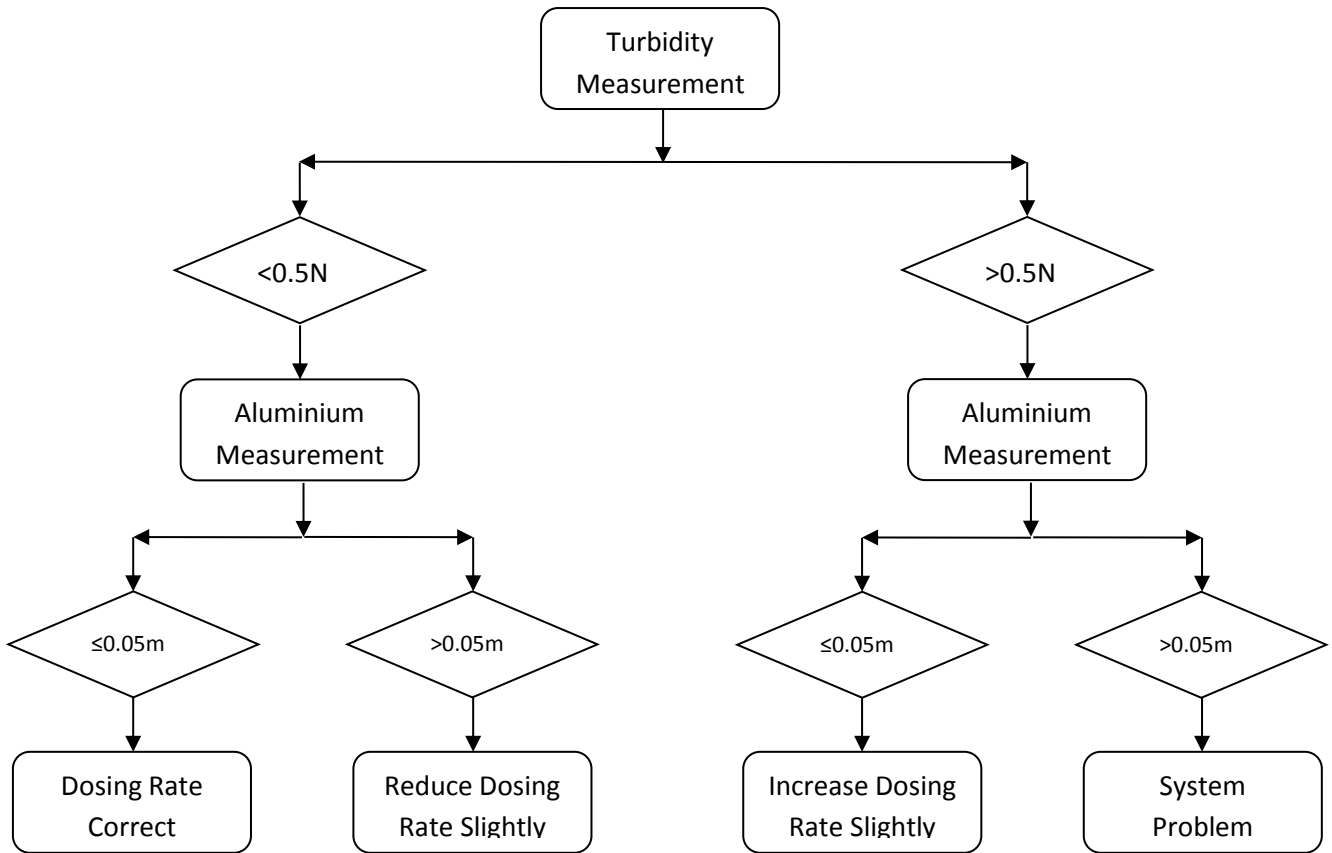 Turbidity
Measurement
<0.5N
>0.5N
Aluminium
Measurement
Aluminium
Measurement
≤0.05m
>0.05m
≤0.05m
>0.05m
Dosing Rate
Correct
Reduce Dosing
Rate Slightly
Increase Dosing
Rate Slightly
System
Problem